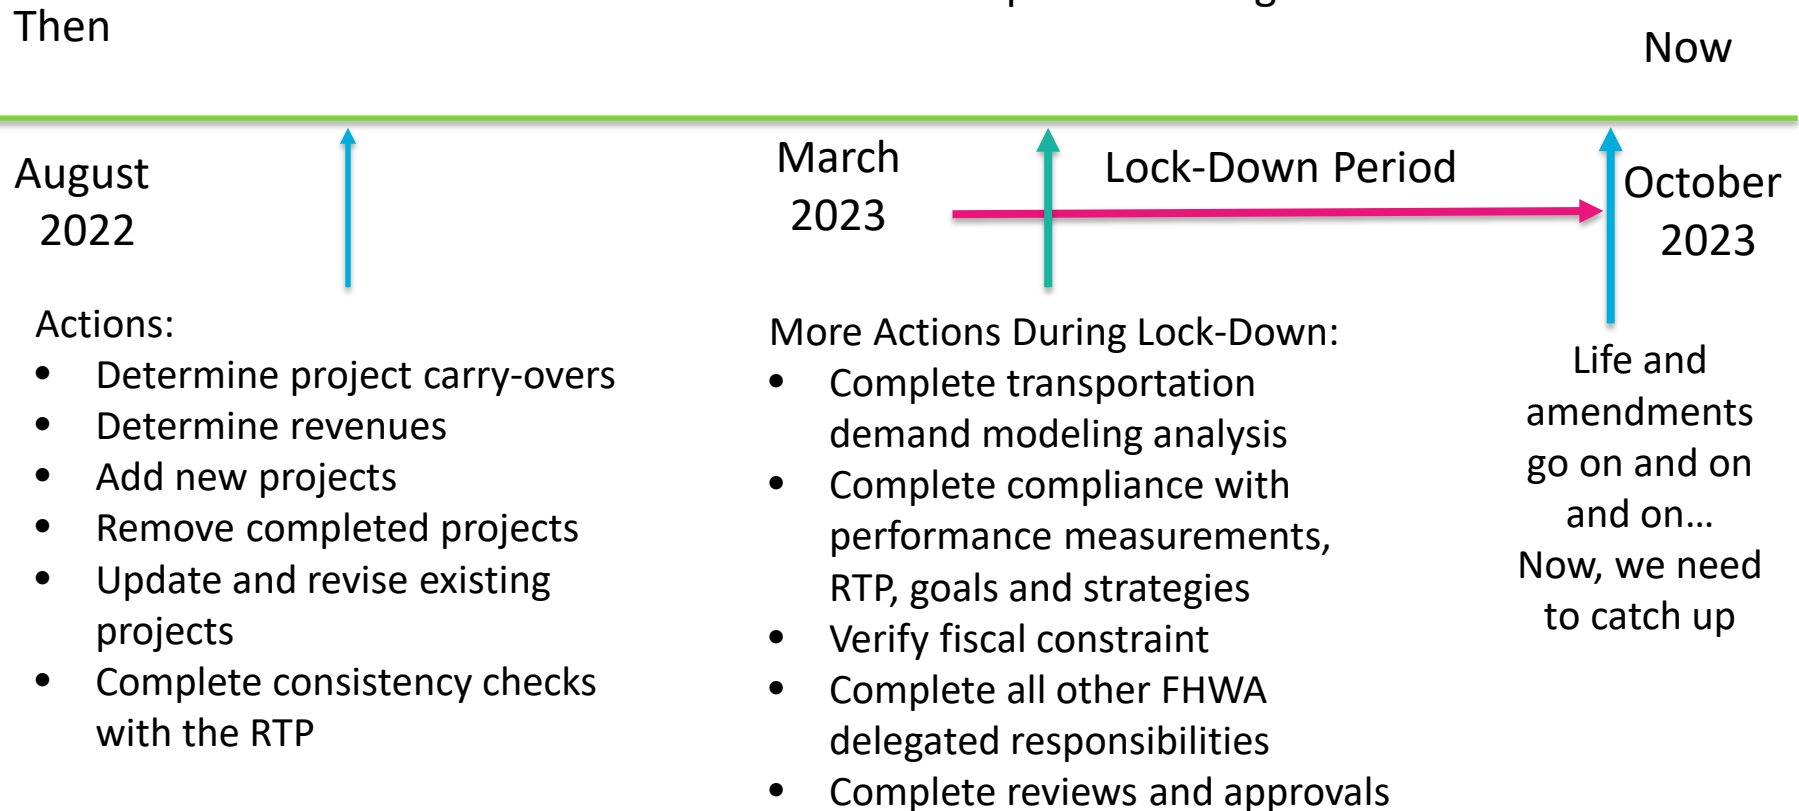 Then
Now
August
2022
March
2023
Lock-Down Period
October
2023
Actions:
• Determine project carry-overs
• Determine revenues
• Add new projects
• Remove completed projects
• Update and revise existing
projects
• Complete consistency checks
with the RTP
More Actions During Lock-Down:
• Complete transportation
demand modeling analysis
• Complete compliance with
performance measurements,
RTP, goals and strategies
• Verify fiscal constraint
• Complete all other FHWA
delegated responsibilities
• Complete reviews and approvals
Life and
amendments
go on and on
and on…
Now, we need
to catch up